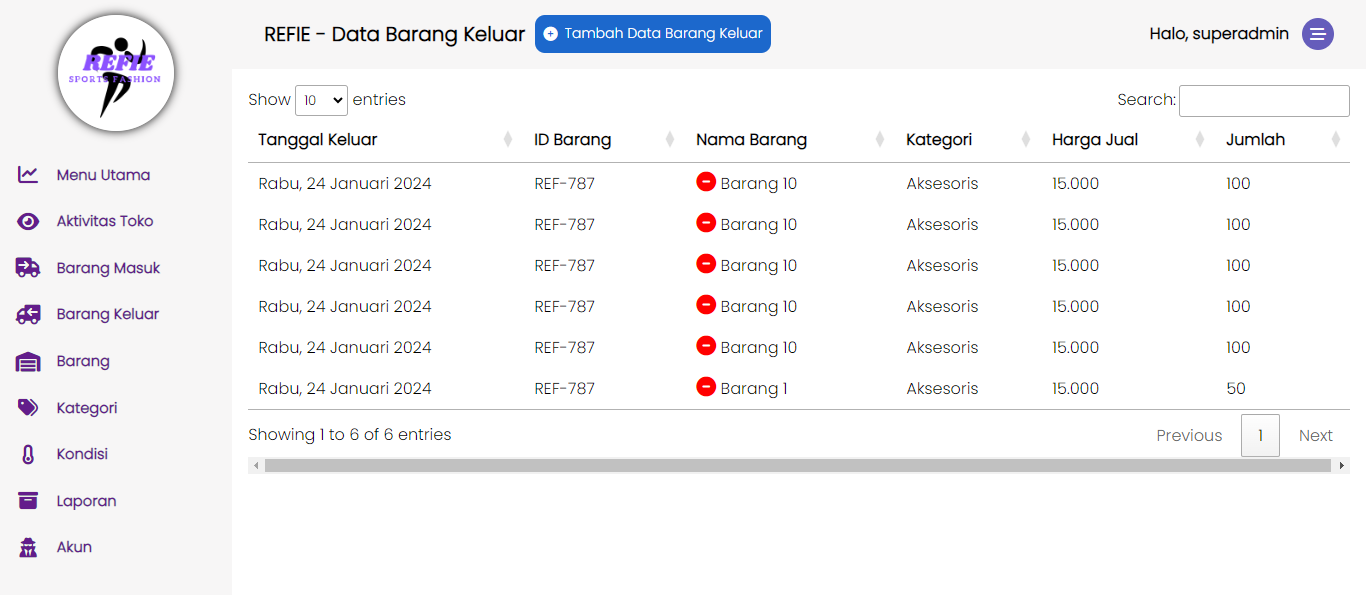 REFIE
SPORTS FASHION
REFIE - Data Barang Keluar
Tambah Data Barang Keluar
Halo, superadmin
Menu Utama
Aktivitas Toko
Barang Masuk
Barang Keluar
Barang
Kategori
Kondisi
Laporan
Akun
Show 10 entries
Search:
Tanggal Keluar ID Barang Nama Barang Kategori Harga Jual Jumlah
Rabu, 24 Januari 2024 REF-787 Barang 10 Aksesoris 15.000 100
Rabu, 24 Januari 2024 REF-787 Barang 10 Aksesoris 15.000 100
Rabu, 24 Januari 2024 REF-787 Barang 10 Aksesoris 15.000 100
Rabu, 24 Januari 2024 REF-787 Barang 10 Aksesoris 15.000 100
Rabu, 24 Januari 2024 REF-787 Barang 10 Aksesoris 15.000 100
Rabu, 24 Januari 2024 REF-787 Barang 1 Aksesoris 15.000 50
Showing 1 to 6 of 6 entries
Previous 1 Next